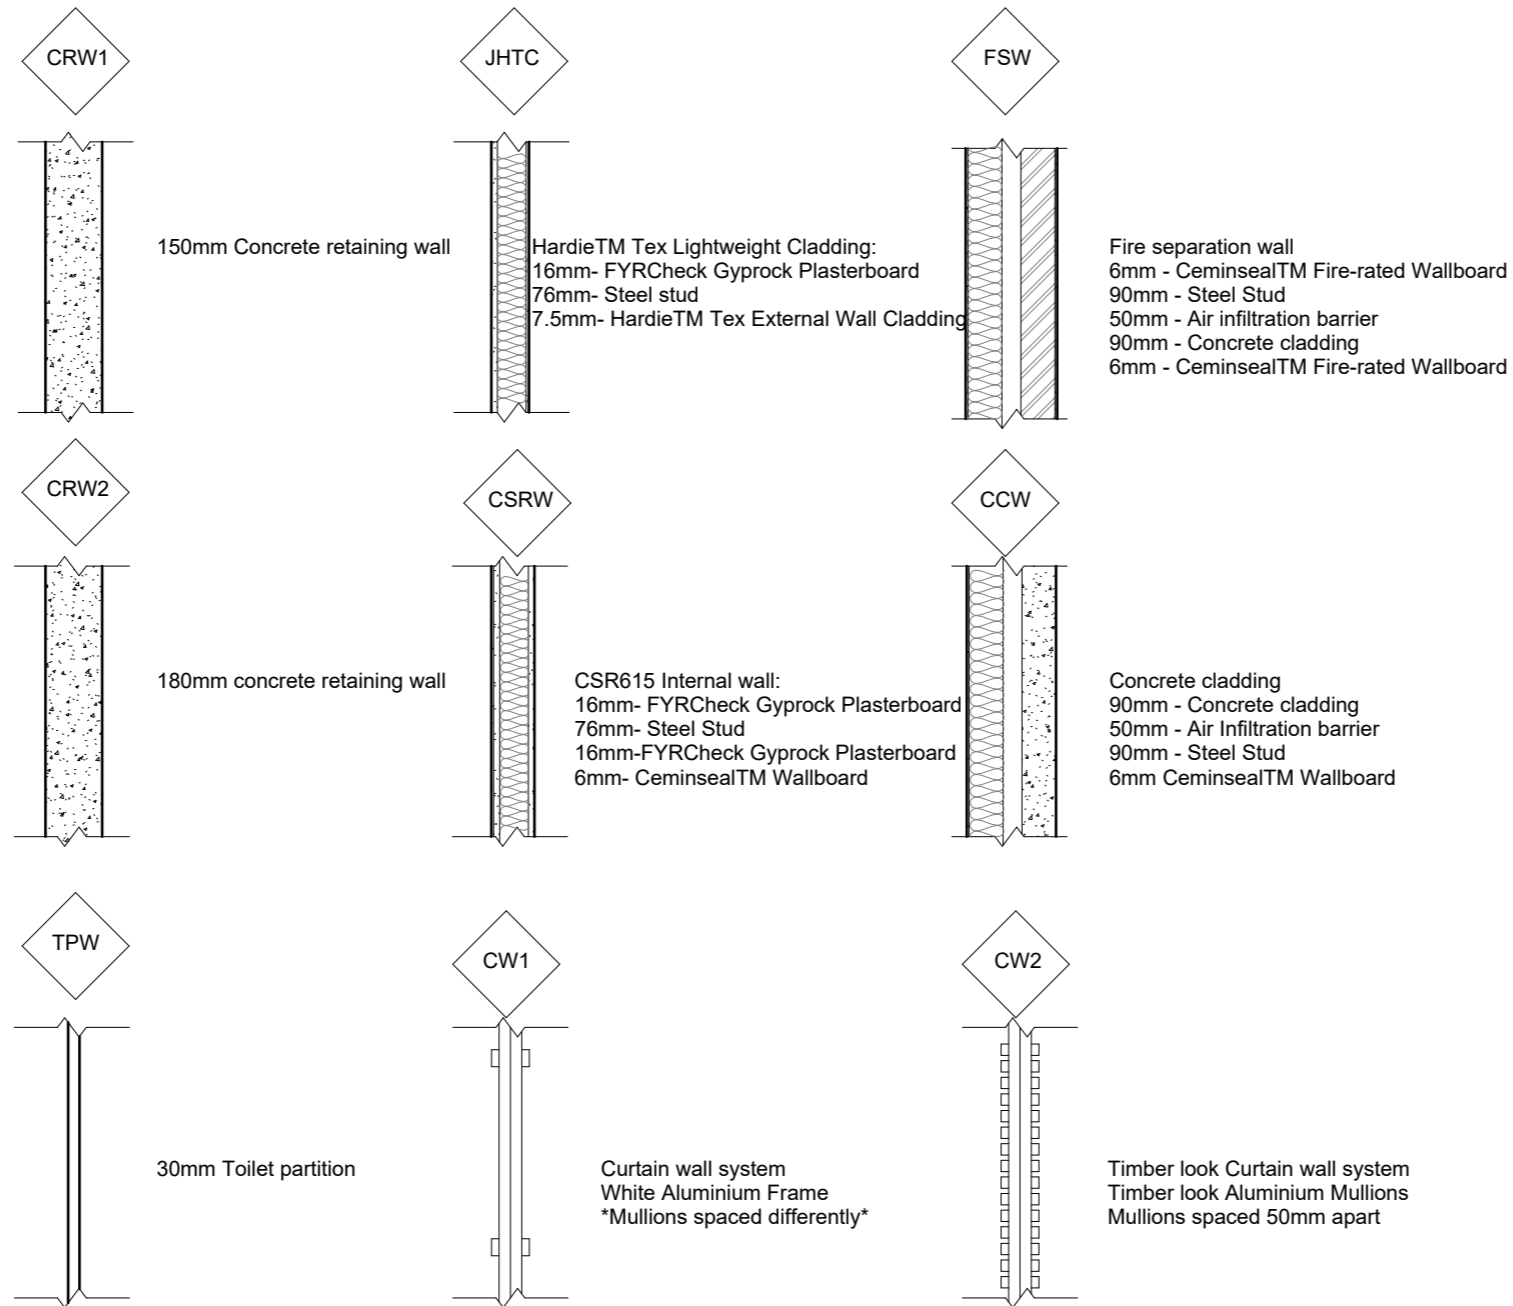 CRW1
150mm Concrete retaining wall
JHTC
HardieTM Tex Lightweight Cladding:
16mm- FYRCheck Gyprock Plasterboard
76mm- Steel stud
7.5mm- HardieTM Tex External Wall Cladding
FSW
Fire separation wall
6mm - CeminsealTM Fire-rated Wallboard
90mm - Steel Stud
50mm - Air infiltration barrier
90mm - Concrete cladding
6mm - CeminsealTM Fire-rated Wallboard
CRW2
180mm concrete retaining wall
CSRW
CSR615 Internal wall:
16mm- FYRCheck Gyprock Plasterboard
76mm- Steel Stud
16mm-FYRCheck Gyprock Plasterboard
6mm- CeminsealTM Wallboard
CCW
Concrete cladding
90mm - Concrete cladding
50mm - Air Infiltration barrier
90mm - Steel Stud
6mm CeminsealTM Wallboard
TPW
30mm Toilet partition
CW1
Curtain wall system
White Aluminium Frame
*Mullions spaced differently*
CW2
Timber look Curtain wall system
Timber look Aluminium Mullions
Mullions spaced 50mm apart